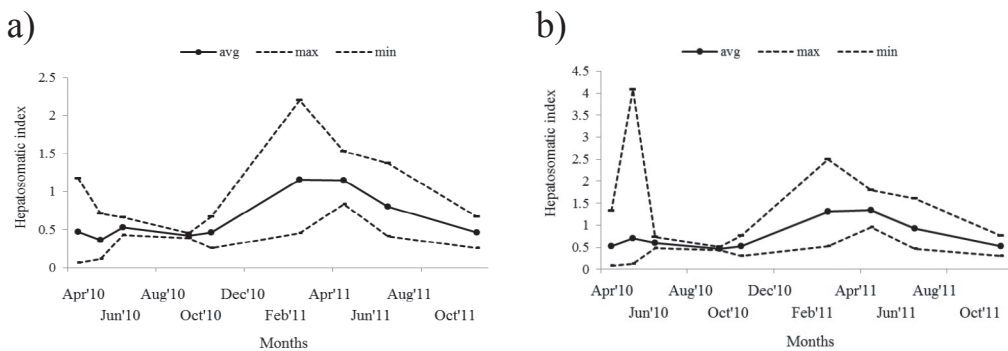 a)
avg max min
Hepatosomatic index
2.5
2
1.5
1
0.5
0
Apr'10 Aug'10 Dec'10 Apr'11 Aug'11
Jun'10 Oct'10 Feb'11 Jun'11 Oct'11
Months
b)
avg max min
Hepatosomatic index
4.5
4
3.5
3
2.5
2
1.5
1
0.5
0
Apr'10 Aug'10 Dec'10 Apr'11 Aug'11
Jun'10 Oct'10 Feb'11 Jun'11 Oct'11
Months